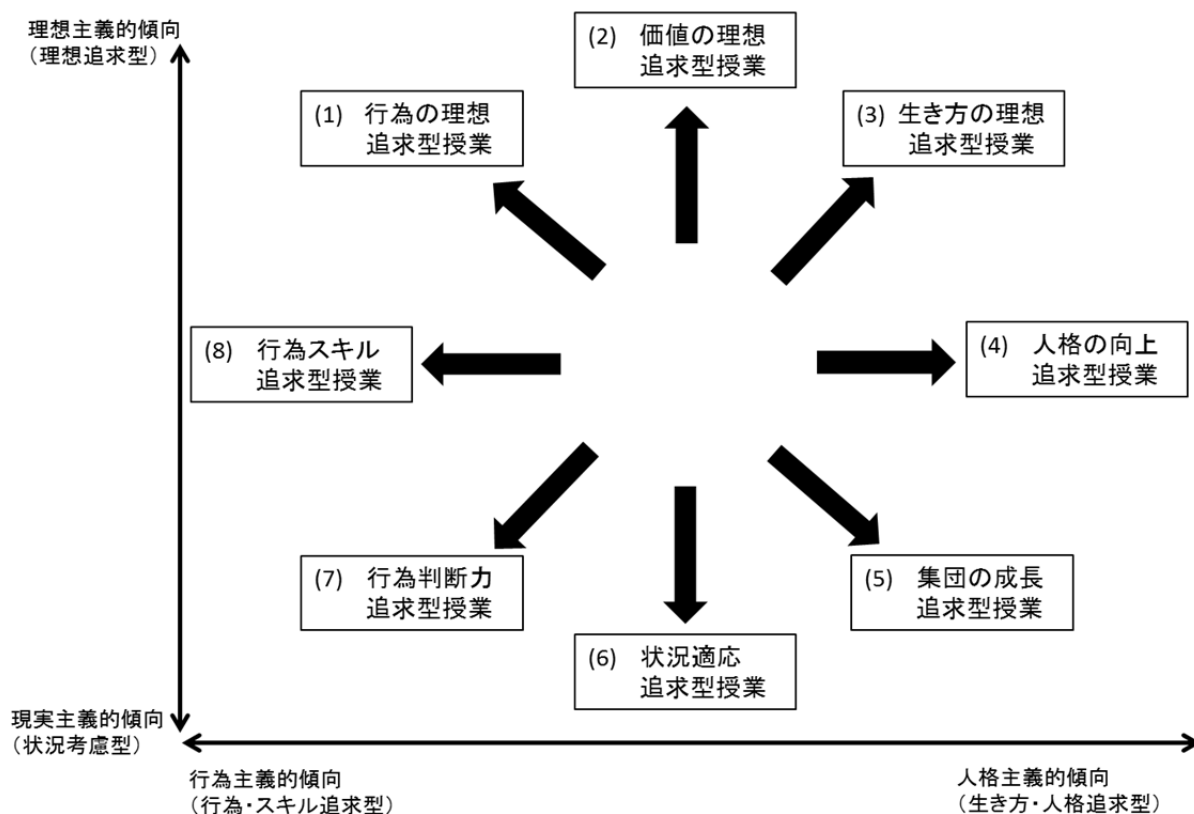 理想主義的傾向
(理想追求型)
(2) 価値の理想
追求型授業
(1) 行為の理想
追求型授業
(3) 生き方の理想
追求型授業
(8) 行為スキル
追求型授業
(4) 人格の向上
追求型授業
(7) 行為判断力
追求型授業
(5) 集団の成長
追求型授業
(6) 状況適応
追求型授業
現実主義的傾向
(状況考慮型)
行為主義的傾向
(行為・スキル追求型)
人格主義的傾向
(生き方・人格追求型)